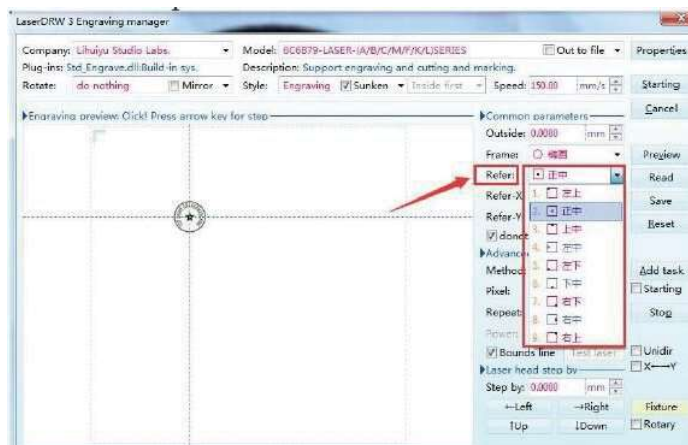 LaserDRW 3 Engraving manager
Company: Lihuiyu Studio Labs. Model: 6C6B79-LASER-(A/B/C/M/F/K/L)SERIES Out to file Properties
Plug-ins: Std_Engrave.dll:Build-in sys. Description: Support engraving and cutting and marking.
Rotate: do nothing Mirror Style: Engraving Sunken Inside first Speed: 150.00 mm/s Starting
Cancel
Engraving preview: Click! Press arrow key for step Common parameters
Outside: 0.0000 mm
Frame: 椭圆 Preview
Refer: 正中 Read
Refer-X 1. 左上 Save
2. 正中
Refer-Y 3. 上中 Reset
donot 4. 左中
Advance 5. 左下 Add task
Method: 6. 下中 Starting
Pixel: 7. 右下 Stop
Repeat: 8. 右中
Power: 9. 右上
Bounds line Test laser Unidir
Laser head step by X←→Y
Step by: 0.0000 mm
←Left →Right Fixture
↑Up ↓Down Rotary